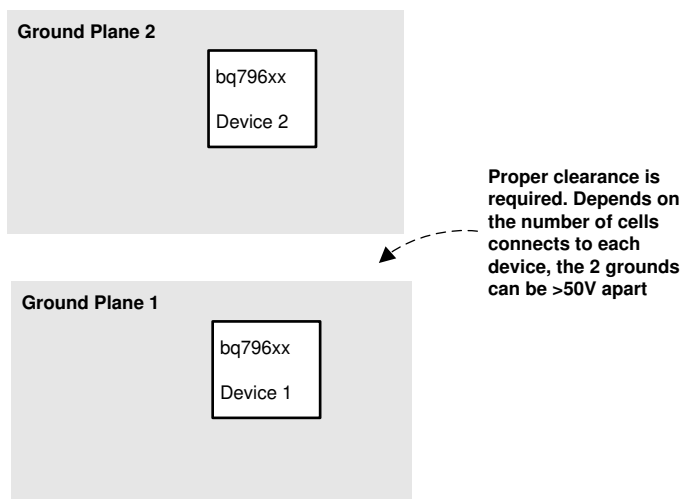 Ground Plane 2
bq796xx
Device 2
Proper clearance is
required. Depends on
the number of cells
connects to each
device, the 2 grounds
can be >50V apart
Ground Plane 1
bq796xx
Device 1